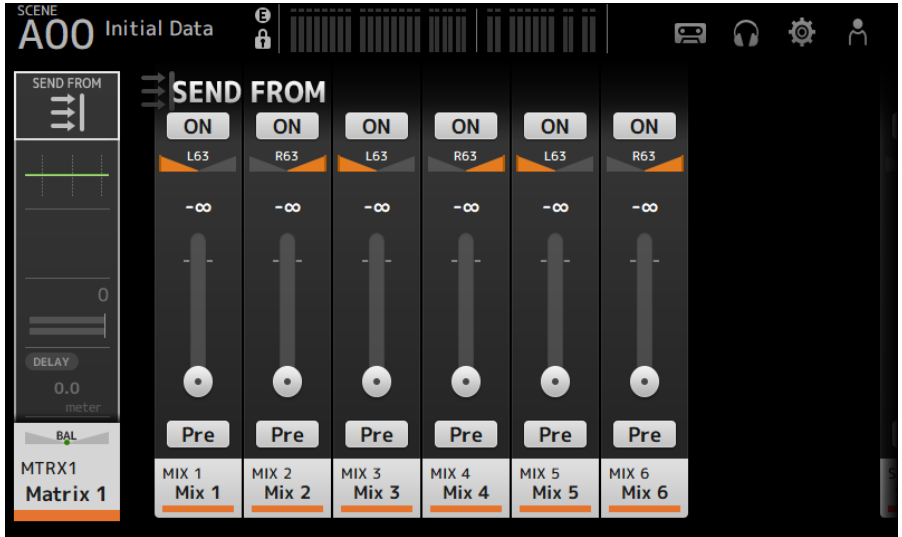 SCENE
A00 Initial Data
E
SEND FROM
SEND FROM
ON ON ON ON ON ON
L63 R63 L63 R63 L63 R63
-∞ -∞ -∞ -∞ -∞ -∞
0
DELAY
0.0
meter
BAL
Pre Pre Pre Pre Pre Pre
MTRX1
Matrix 1
MIX 1 MIX 2 MIX 3 MIX 4 MIX 5 MIX 6
Mix 1 Mix 2 Mix 3 Mix 4 Mix 5 Mix 6